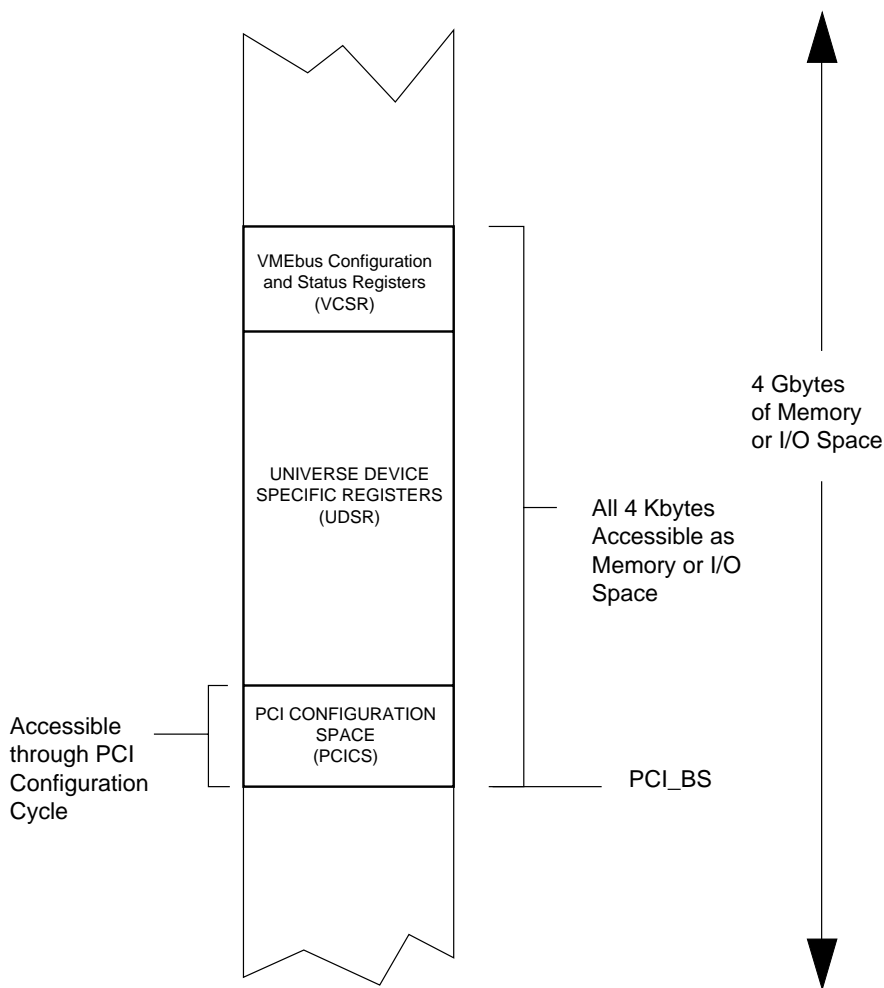 VMEbus Configuration
and Status Registers
(VCSR)
4 Gbytes
of Memory
or I/O Space
UNIVERSE DEVICE
SPECIFIC REGISTERS
(UDSR)
All 4 Kbytes
Accessible as
Memory or I/O
Space
PCI CONFIGURATION
SPACE
(PCICS)
Accessible
through PCI
Configuration
Cycle
PCI_BS